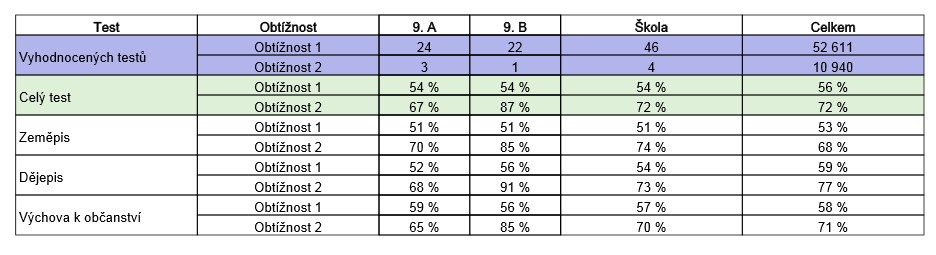 Test Obtížnost 9. A 9. B Škola Celkem
Vyhodnocených testů Obtížnost 1 24 22 46 52 611
Obtížnost 2 3 1 4 10 940
Celý test Obtížnost 1 54 % 54 % 54 % 56 %
Obtížnost 2 67 % 87 % 72 % 72 %
Zeměpis Obtížnost 1 51 % 51 % 51 % 53 %
Obtížnost 2 70 % 85 % 74 % 68 %
Dějepis Obtížnost 1 52 % 56 % 54 % 59 %
Obtížnost 2 68 % 91 % 73 % 77 %
Výchova k občanství Obtížnost 1 59 % 56 % 57 % 58 %
Obtížnost 2 65 % 85 % 70 % 71 %